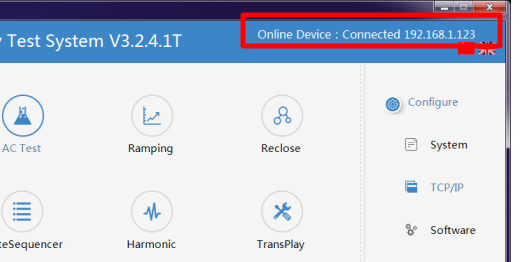 y Test System V3.2.4.1T
Online Device : Connected 192.168.1.123
Configure
AC Test
Ramping
Reclose
System
TCP/IP
teSequencer
Harmonic
TransPlay
Software